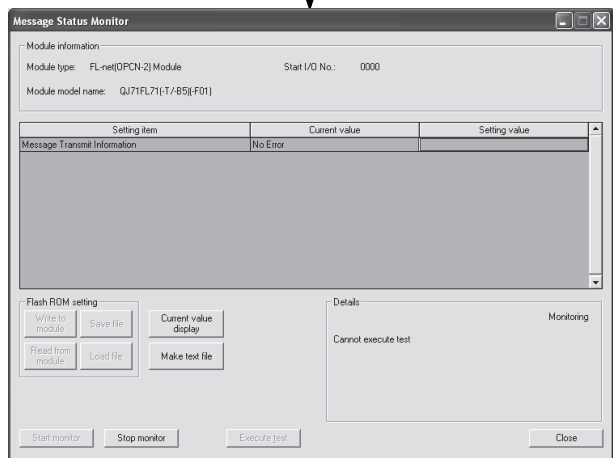 Message Status Monitor
Module information
Module type: FL-net(OPCN-2) Module Start I/O No.: 0000
Module model name: QJ71FL71(-T/-B5)(-F01)
Setting item Current value Setting value
Message Transmit Information No Error
Flash ROM setting
Write to module
Save file
Current value display
Read from module
Load file
Make text file
Details
Monitoring
Cannot execute test
Start monitor Stop monitor Execute test Close